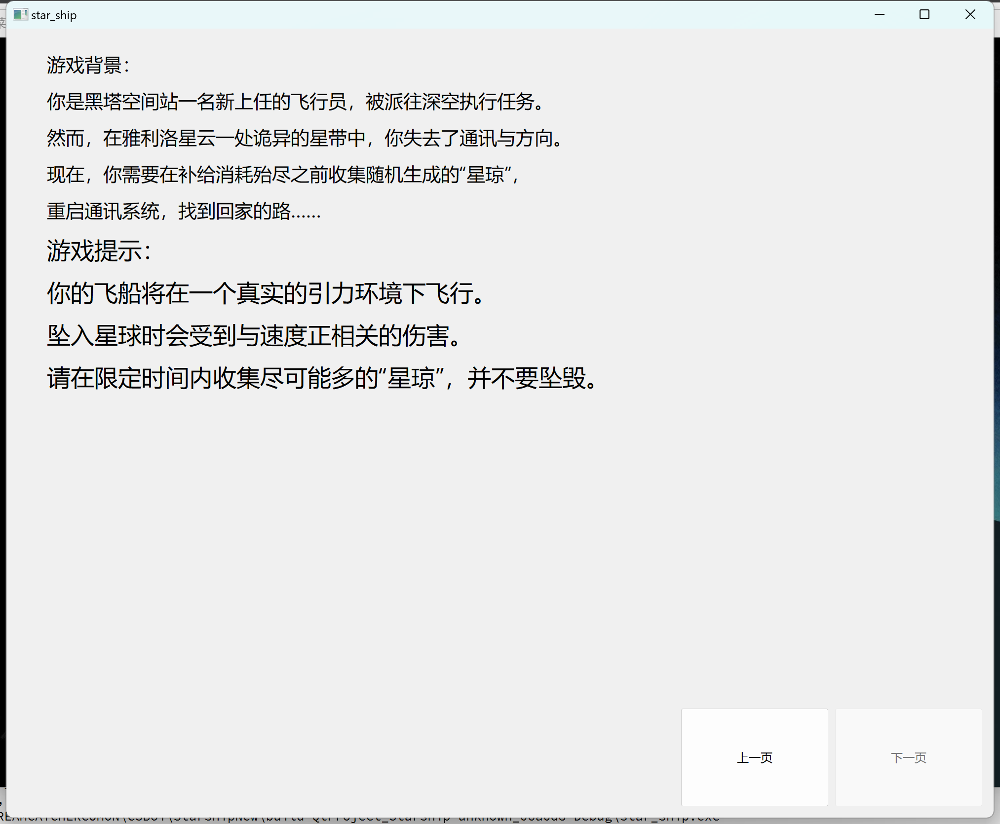 star_ship
游戏背景：
你是黑塔空间站一名新上任的飞行员，被派往深空执行任务。
然而，在雅利洛星云一处诡异的星带中，你失去了通讯与方向。
现在，你需要在补给消耗殆尽之前收集随机生成的“星琼”，
重启通讯系统，找到回家的路……
游戏提示：
你的飞船将在一个真实的引力环境下飞行。
坠入星球时会受到与速度正相关的伤害。
请在限定时间内收集尽可能多的“星琼”，并不要坠毁。
上一页
下一页